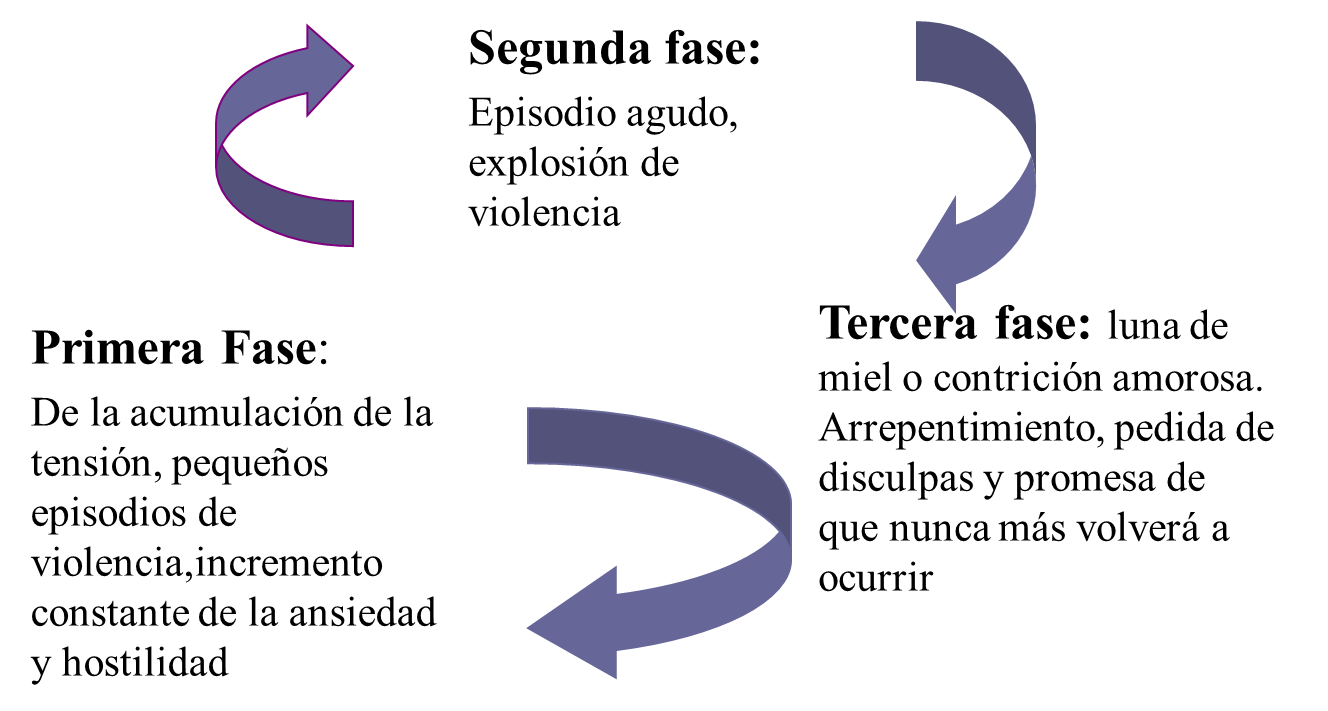 Segunda fase:
Episodio agudo,
explosión de
violencia
Primera Fase:
De la acumulación de la
tensión, pequeños
episodios de
violencia,incremento
constante de la ansiedad
y hostilidad
Tercera fase: luna de
miel o contrición amorosa.
Arrepentimiento, pedida de
disculpas y promesa de
que nunca más volverá a
ocurrir